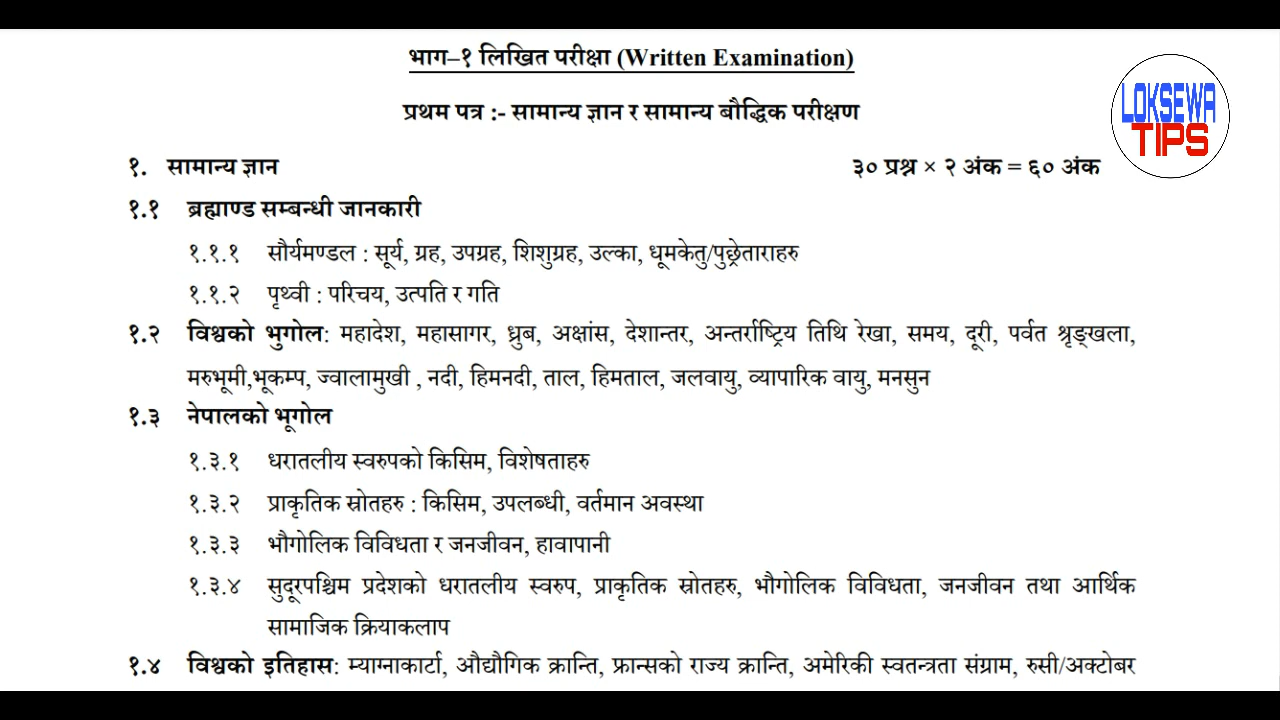 भाग–१ लिखित परीक्षा (Written Examination)
प्रथम पत्र :- सामान्य ज्ञान र सामान्य बौद्धिक परीक्षण
LOKSEWA
TIPS
१. सामान्य ज्ञान ३० प्रश्न × २ अंक = ६० अंक
१.१ ब्रह्माण्ड सम्बन्धी जानकारी
१.१.१ सौर्यमण्डल : सूर्य, ग्रह, उपग्रह, शिशुग्रह, उल्का, धूमकेतु/पुछ्रेताराहरु
१.१.२ पृथ्वी : परिचय, उत्पति र गति
१.२ विश्वको भुगोल: महादेश, महासागर, ध्रुब, अक्षांस, देशान्तर, अन्तर्राष्ट्रिय तिथि रेखा, समय, दूरी, पर्वत श्रृङ्खला,
मरुभूमी,भूकम्प, ज्वालामुखी , नदी, हिमनदी, ताल, हिमताल, जलवायु, व्यापारिक वायु, मनसुन
१.३ नेपालको भूगोल
१.३.१ धरातलीय स्वरुपको किसिम, विशेषताहरु
१.३.२ प्राकृतिक स्रोतहरु : किसिम, उपलब्धी, वर्तमान अवस्था
१.३.३ भौगोलिक विविधता र जनजीवन, हावापानी
१.३.४ सुदूरपश्चिम प्रदेशको धरातलीय स्वरुप, प्राकृतिक स्रोतहरु, भौगोलिक विविधता, जनजीवन तथा आर्थिक
सामाजिक क्रियाकलाप
१.४ विश्वको इतिहास: म्याग्नाकार्टा, औद्यौगिक क्रान्ति, फ्रान्सको राज्य क्रान्ति, अमेरिकी स्वतन्त्रता संग्राम, रुसी/अक्टोबर